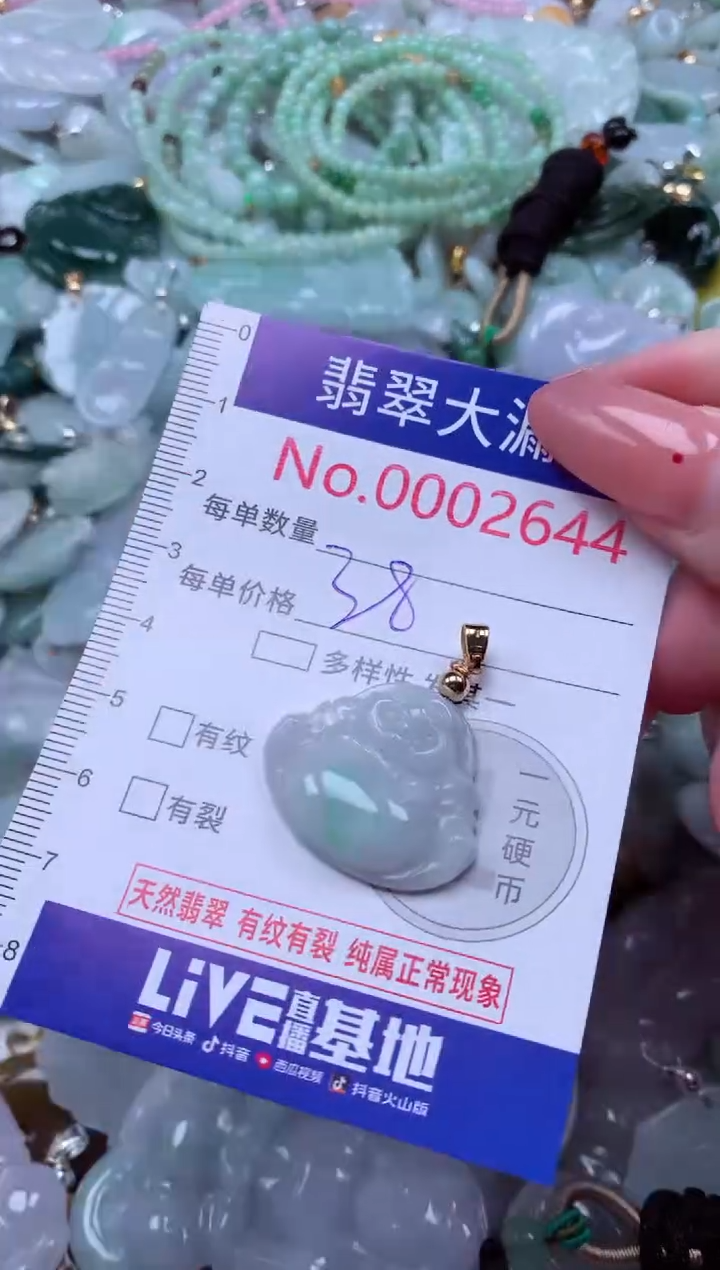 0
翡翠大漏
1
No.0002644
2
每单数量
3
每单价格 38
4
多样性
5
有纹
一元硬币
6
有裂
7
天然翡翠 有纹有裂 纯属正常现象
8
LiVE直播基地
今日头条 抖音 西瓜视频 抖音火山版